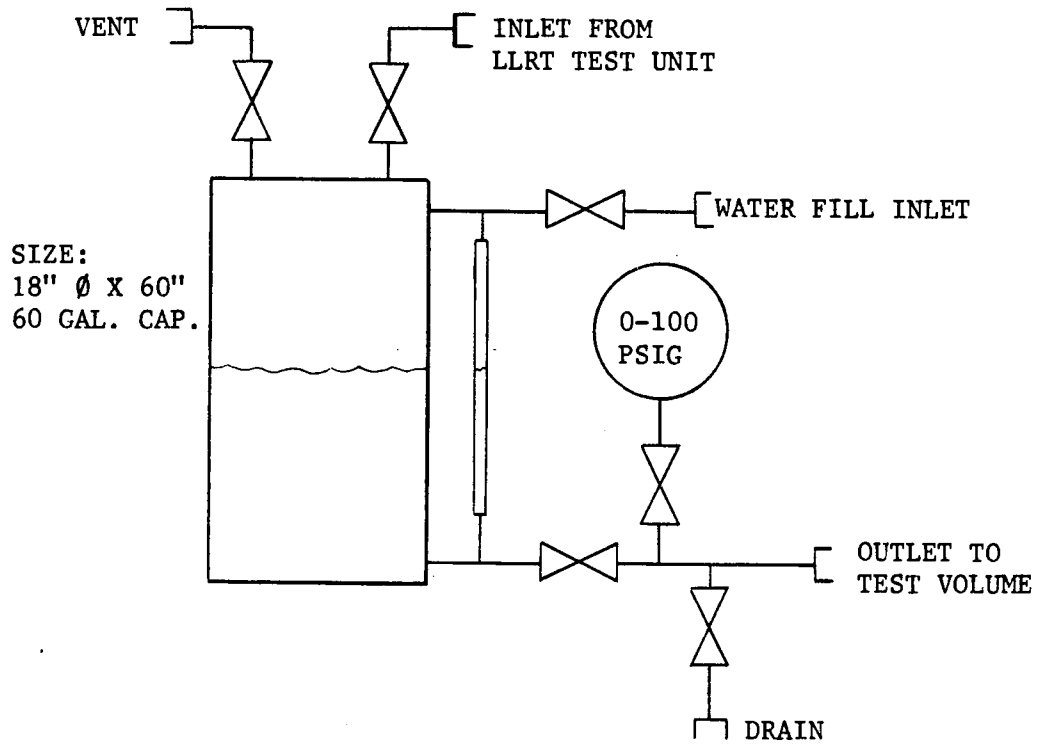 VENT
INLET FROM
LLRT TEST UNIT
WATER FILL INLET
SIZE:
18" Ø X 60"
60 GAL. CAP.
0-100
PSIG
OUTLET TO
TEST VOLUME
DRAIN